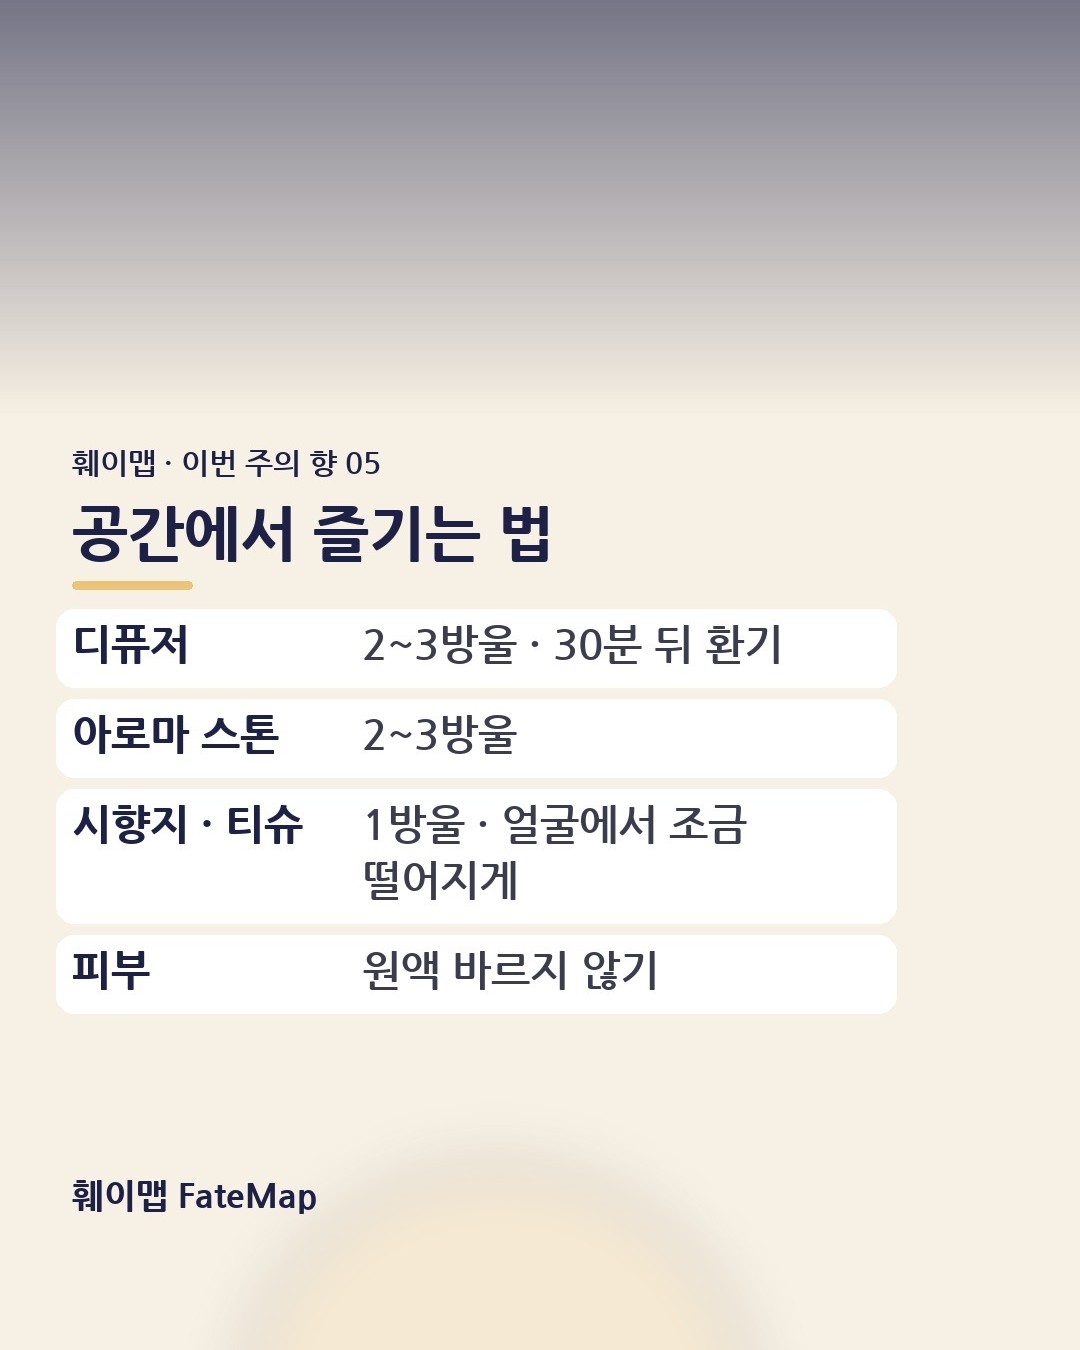 훼이맵 · 이번 주의 향 05
공간에서 즐기는 법
디퓨저 2~3방울 · 30분 뒤 환기
아로마 스톤 2~3방울
시향지 · 티슈 1방울 · 얼굴에서 조금
떨어지게
피부 원액 바르지 않기
훼이맵 FateMap